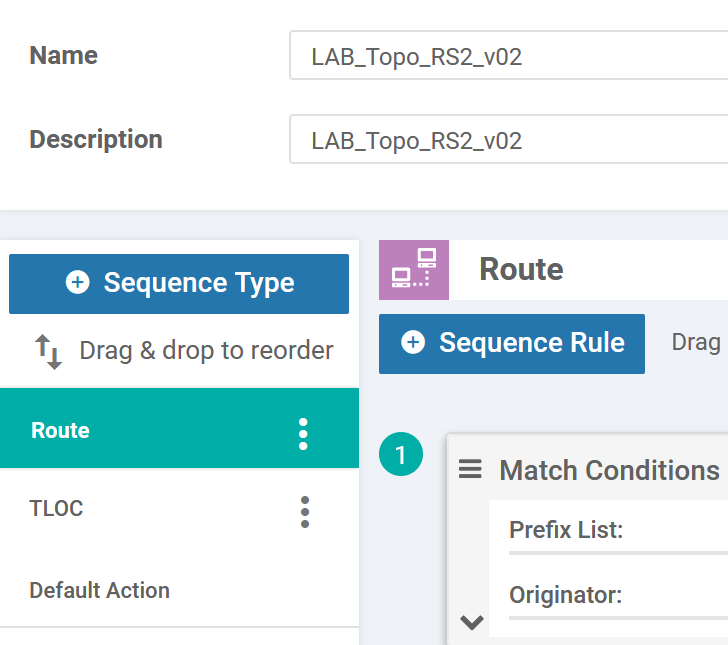 Name
LAB_Topo_RS2_v02
Description
LAB_Topo_RS2_v02
Sequence Type
Drag & drop to reorder
Route
TLOC
Default Action
Route
Sequence Rule
Drag
1
Match Conditions
Prefix List:
Originator: